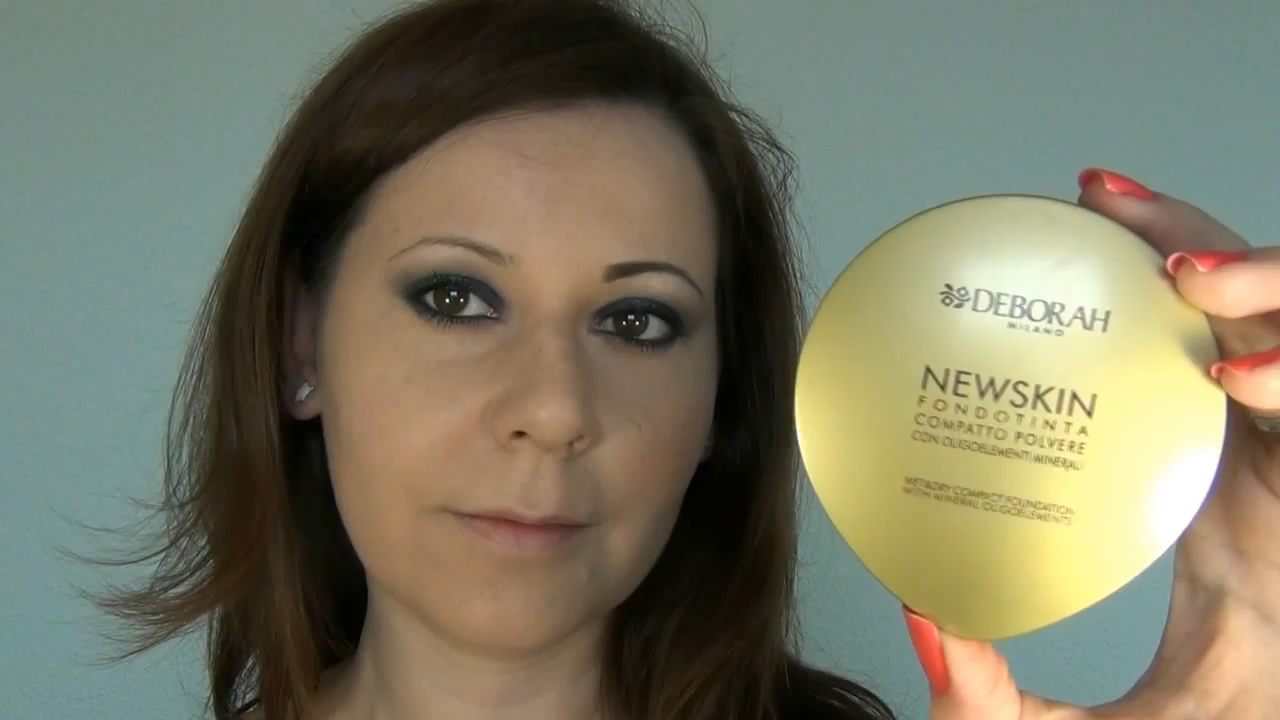 DEBORAH
MILANO
NEWSKIN
FONDOTINTA
COMPATTO POLVERE
CON OLIGOELEMENTI MINERALI
WET&DRY COMPACT FOUNDATION
WITH MINERAL OLIGOELEMENTS